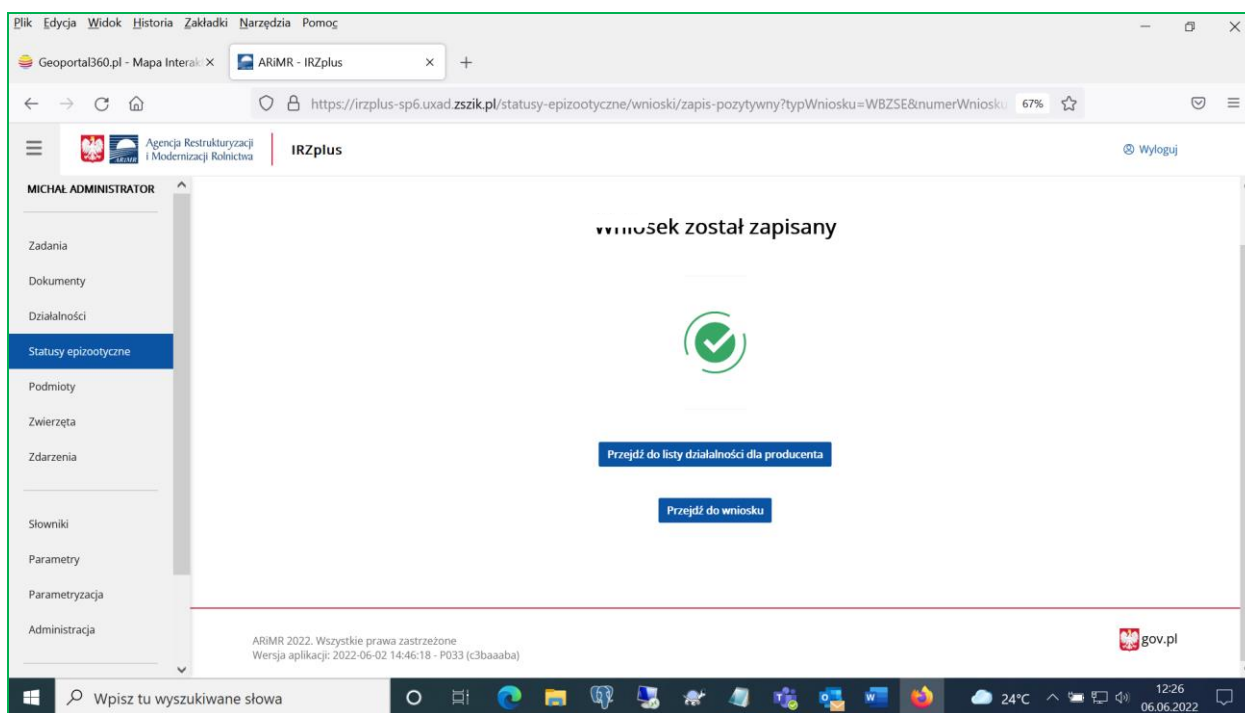 Plik Edycja Widok Historia Zakładki Narzędzia Pomoc
Geoportal360.pl - Mapa Interak
ARiMR - IRZplus
https://irzplus-sp6.uxad.zszik.pl/statusy-epizootyczne/wnioski/zapis-pozytywny?typWniosku=WBZSE&numerWniosku 67%
Agencja Restrukturyzacji
i Modernizacji Rolnictwa
ARiMR
IRZplus
Wyloguj
MICHAŁ ADMINISTRATOR
Zadania
Dokumenty
Działalności
Statusy epizootyczne
Podmioty
Zwierzęta
Zdarzenia
Słowniki
Parametry
Parametryzacja
Administracja
Wniosek został zapisany
Przejdź do listy działalności dla producenta
Przejdź do wniosku
ARiMR 2022. Wszystkie prawa zastrzeżone
Wersja aplikacji: 2022-06-02 14:46:18 - P033 (c3baaaba)
gov.pl
Wpisz tu wyszukiwane słowa
24°C
12:26
06.06.2022